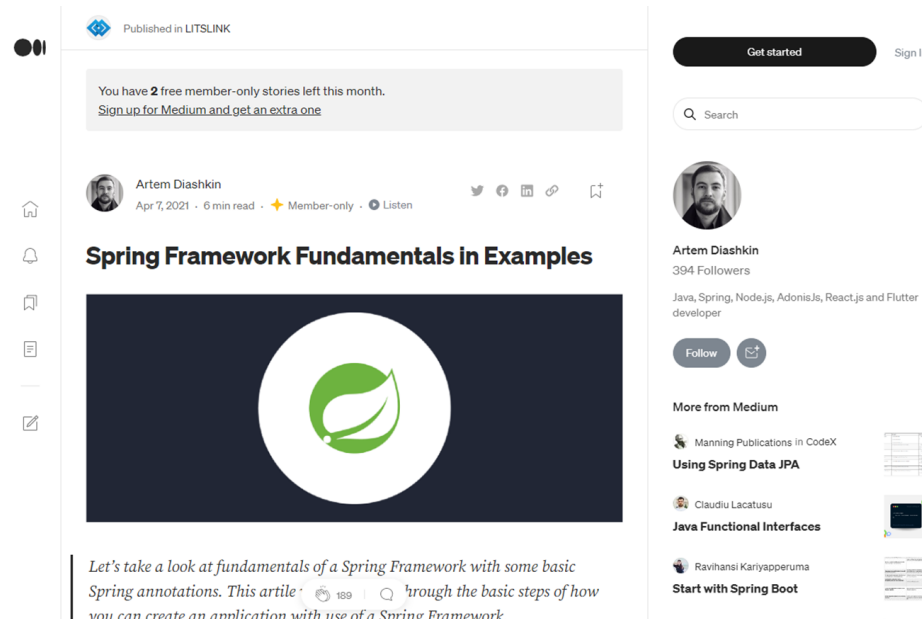 Published in LITSLINK
You have 2 free member-only stories left this month.
Sign up for Medium and get an extra one
Artem Diashkin
Apr 7, 2021 · 6 min read · Member-only · Listen
Spring Framework Fundamentals in Examples
Let's take a look at fundamentals of a Spring Framework with some basic
Spring annotations. This artile through the basic steps of how
you can create an application with use of a Spring Framework
189
Get started
Sign I
Search
Artem Diashkin
394 Followers
Java, Spring, Node.js, AdonisJs, React.js and Flutter
developer
Follow
More from Medium
Manning Publications in CodeX
Using Spring Data JPA
Claudiu Lacatusu
Java Functional Interfaces
Ravihansi Kariyapperuma
Start with Spring Boot